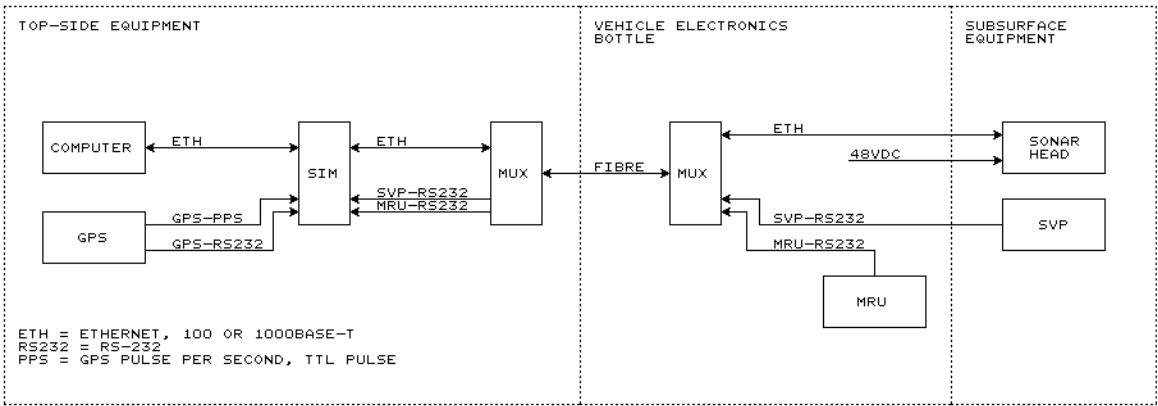 TOP-SIDE EQUIPMENT
VEHICLE ELECTRONICS
BOTTLE
SUBSURFACE
EQUIPMENT
COMPUTER
ETH
SIM
ETH
MUX
FIBRE
MUX
ETH
48VDC
SONAR
HEAD
SVP-RS232
MRU-RS232
GPS
GPS-PPS
GPS-RS232
SVP-RS232
MRU-RS232
SVP
MRU
ETH = ETHERNET, 100 OR 1000BASE-T
RS232 = RS-232
PPS = GPS PULSE PER SECOND, TTL PULSE